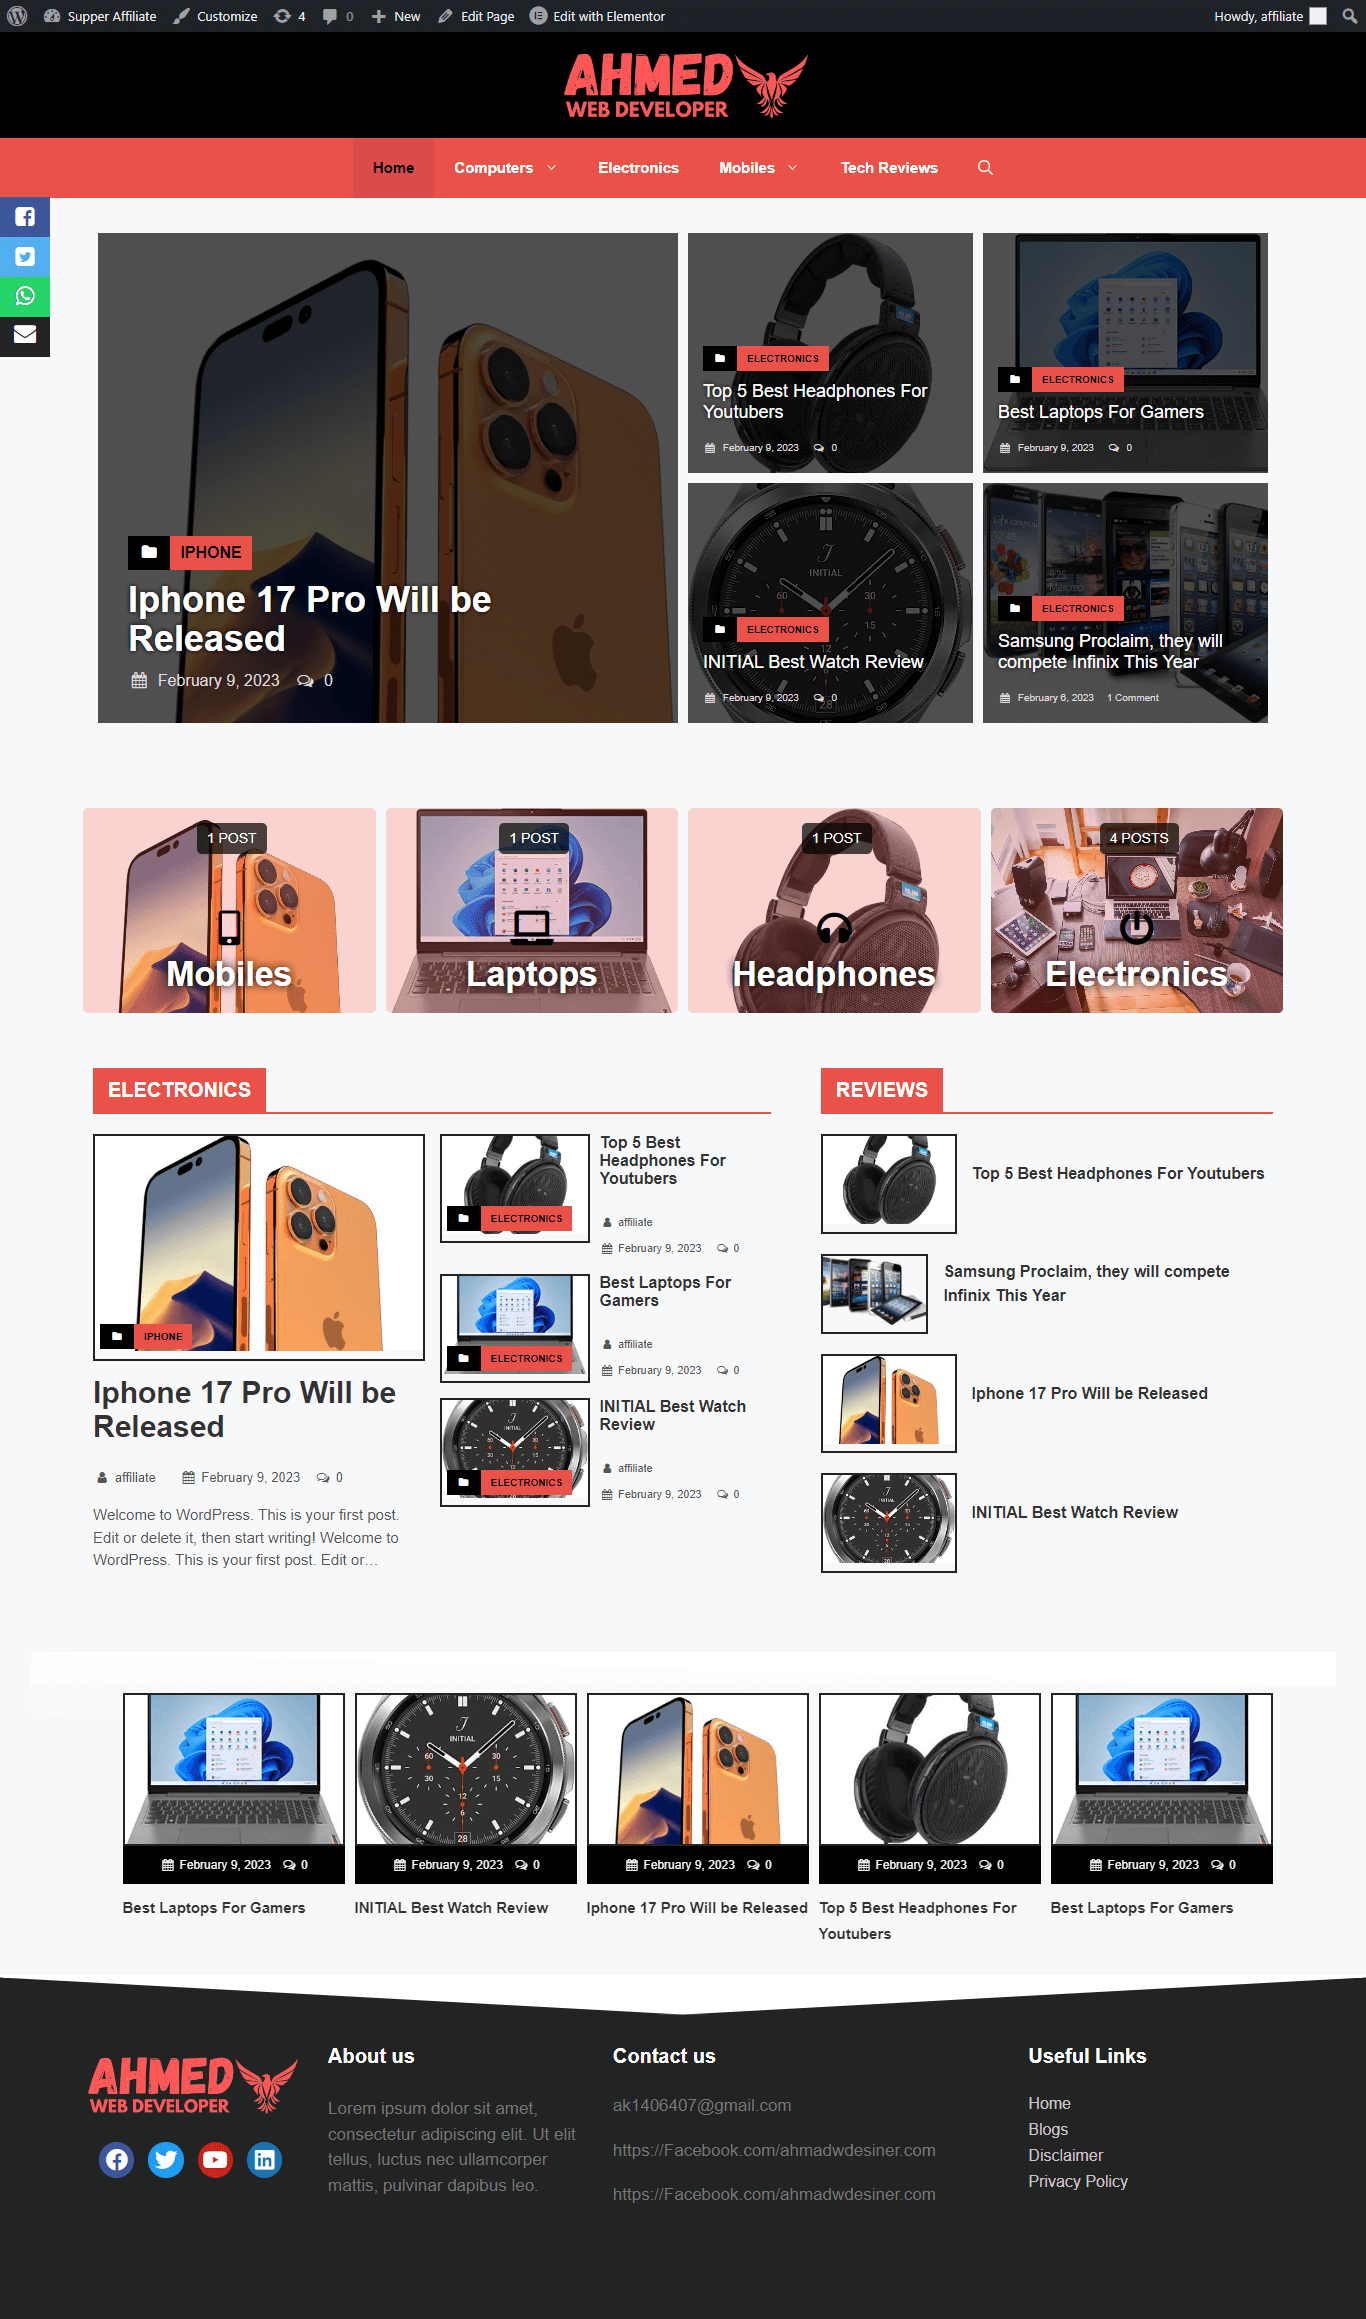 Supper Affiliate
Customize
4
0
New
Edit Page
Edit with Elementor
Howdy, affiliate
AHMED
WEB DEVELOPER
Home
Computers
Electronics
Mobiles
Tech Reviews
IPHONE
Iphone 17 Pro Will be
Released
February 9, 2023
0
ELECTRONICS
Top 5 Best Headphones For
Youtubers
February 9, 2023
0
ELECTRONICS
Best Laptops For Gamers
February 9, 2023
0
INITIAL
60
30
15
28
ELECTRONICS
INITIAL Best Watch Review
February 9, 2023
0
ELECTRONICS
Samsung Proclaim, they will
compete Infinix This Year
February 6, 2023
1 Comment
1 POST
Mobiles
1 POST
Laptops
1 POST
Headphones
4 POSTS
Electronics
ELECTRONICS
IPHONE
Iphone 17 Pro Will be
Released
affiliate
February 9, 2023
0
Welcome to WordPress. This is your first post.
Edit or delete it, then start writing! Welcome to
WordPress. This is your first post. Edit or…
ELECTRONICS
Top 5 Best
Headphones For
Youtubers
affiliate
February 9, 2023
0
ELECTRONICS
Best Laptops For
Gamers
affiliate
February 9, 2023
0
INITIAL
ELECTRONICS
INITIAL Best Watch
Review
affiliate
February 9, 2023
0
REVIEWS
Top 5 Best Headphones For Youtubers
Samsung Proclaim, they will compete
Infinix This Year
Iphone 17 Pro Will be Released
INITIAL Best Watch Review
February 9, 2023
0
Best Laptops For Gamers
INITIAL
60
30
30
15
12
6
28
February 9, 2023
0
INITIAL Best Watch Review
February 9, 2023
0
Iphone 17 Pro Will be Released
February 9, 2023
0
Top 5 Best Headphones For
Youtubers
February 9, 2023
0
Best Laptops For Gamers
AHMED
WEB DEVELOPER
About us
Lorem ipsum dolor sit amet,
consectetur adipiscing elit. Ut elit
tellus, luctus nec ullamcorper
mattis, pulvinar dapibus leo.
Contact us
ak1406407@gmail.com
https://Facebook.com/ahmadwdesiner.com
https://Facebook.com/ahmadwdesiner.com
Useful Links
Home
Blogs
Disclaimer
Privacy Policy